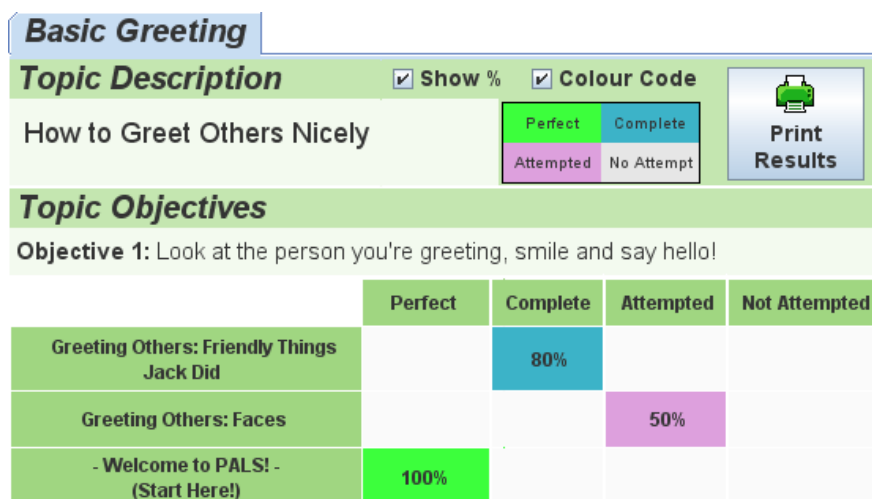 Basic Greeting
Topic Description
Show %
Colour Code
How to Greet Others Nicely
Perfect
Complete
Attempted
No Attempt
Print
Results
Topic Objectives
Objective 1: Look at the person you're greeting, smile and say hello!
Perfect
Complete
Attempted
Not Attempted
Greeting Others: Friendly Things
Jack Did
80%
Greeting Others: Faces
50%
- Welcome to PALS! -
(Start Here!)
100%